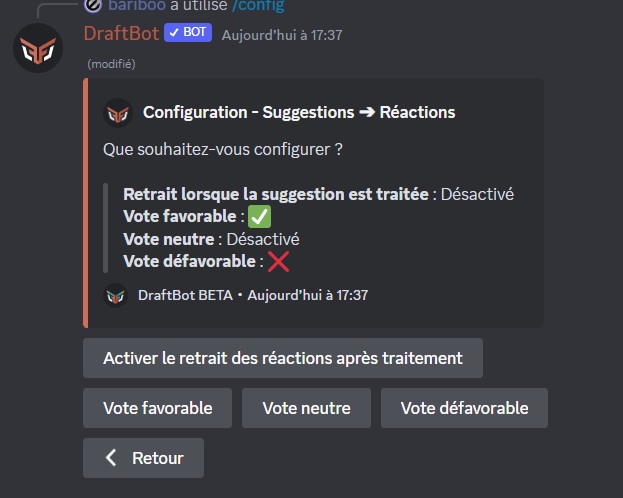 bariboo a utilisé /config
DraftBot ✓ BOT Aujourd'hui à 17:37
(modifié)
Configuration - Suggestions ➔ Réactions
Que souhaitez-vous configurer ?
Retrait lorsque la suggestion est traitée : Désactivé
Vote favorable : ✅
Vote neutre : Désactivé
Vote défavorable : ❌
DraftBot BETA • Aujourd'hui à 17:37
Activer le retrait des réactions après traitement
Vote favorable Vote neutre Vote défavorable
Retour